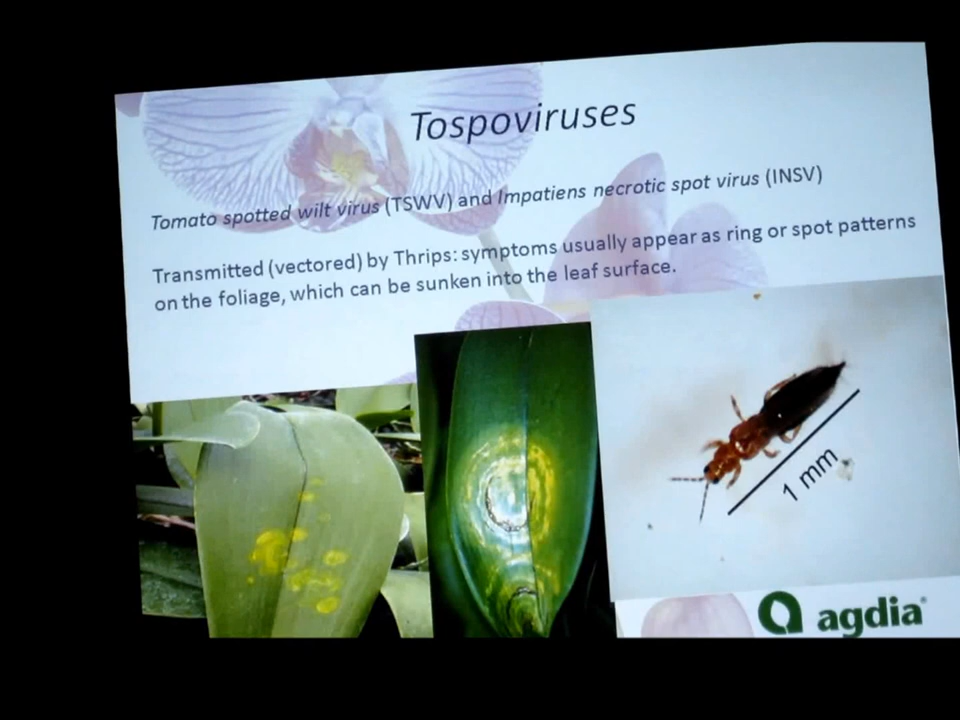 Tospoviruses
Tomato spotted wilt virus (TSWV) and Impatiens necrotic spot virus (INSV)
Transmitted (vectored) by Thrips: symptoms usually appear as ring or spot patterns
on the foliage, which can be sunken into the leaf surface.
1 mm
agdia®